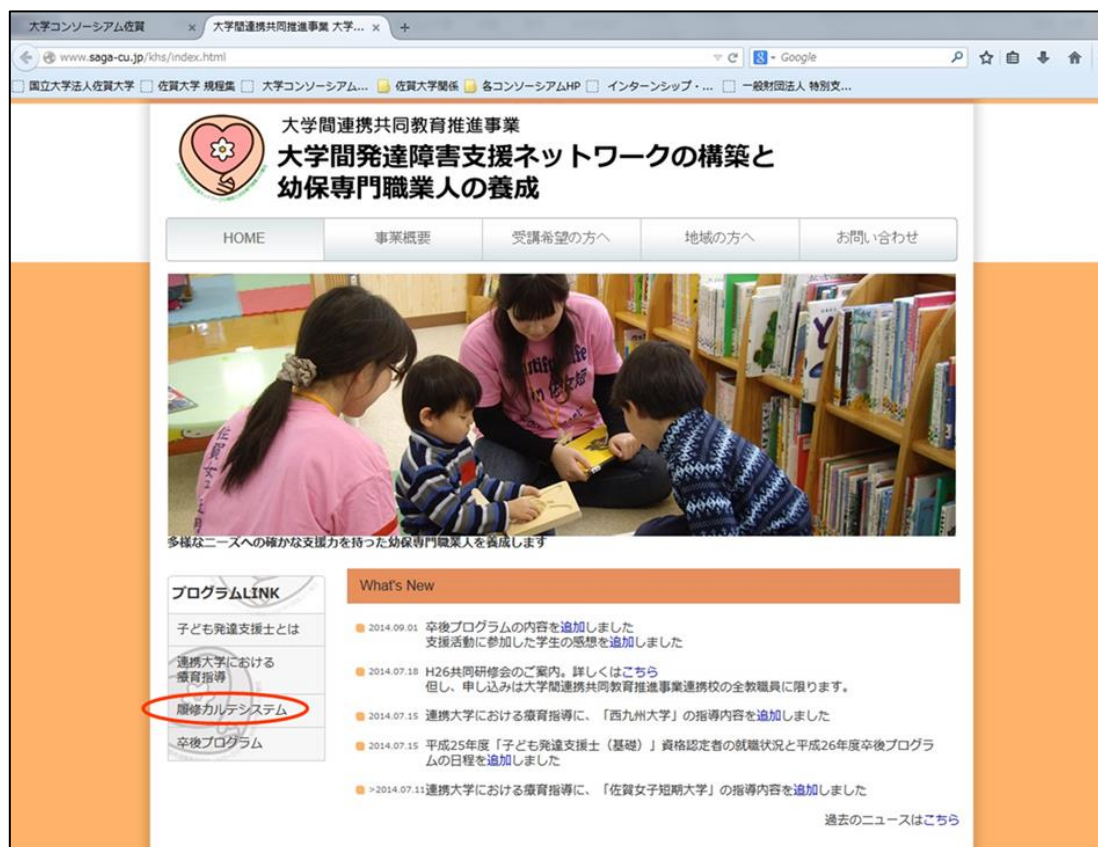 大学コンソーシアム佐賀 × 大学間連携共同推進事業 大学... × +
www.saga-cu.jp/khs/index.html 8 - Google
国立大学法人佐賀大学 佐賀大学 規程集 大学コンソーシアム... 佐賀大学関係 各コンソーシアムHP インターンシップ・... 一般財団法人 特別支...
大学間連携共同教育推進事業
大学間発達障害支援ネットワークの構築と
幼保専門職業人の養成
HOME 事業概要 受講希望の方へ 地域の方へ お問い合わせ
多様なニーズへの確かな支援力を持った幼保専門職業人を養成します
プログラムLINK
子ども発達支援士とは
連携大学における
療育指導
履修カルテシステム
卒後プログラム
What's New
2014.09.01 卒後プログラムの内容を追加しました
支援活動に参加した学生の感想を追加しました
2014.07.18 H26共同研修会のご案内。詳しくはこちら
但し、申し込みは大学間連携共同教育推進事業連携校の全教職員に限ります。
2014.07.15 連携大学における療育指導に、「西九州大学」の指導内容を追加しました
2014.07.15 平成25年度「子ども発達支援士（基礎）」資格認定者の就職状況と平成26年度卒後プログラ
ムの日程を追加しました
>2014.07.11連携大学における療育指導に、「佐賀女子短期大学」の指導内容を追加しました
過去のニュースはこちら